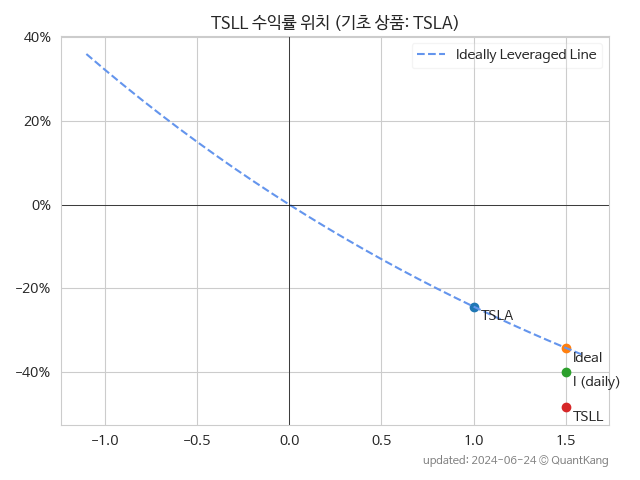 TSLL 수익률 위치 (기초 상품: TSLA)
40%
20%
0%
−20%
−40%
Ideally Leveraged Line
TSLA
Ideal
I (daily)
TSLL
−1.0 −0.5 0.0 0.5 1.0 1.5
updated: 2024-06-24 © QuantKang